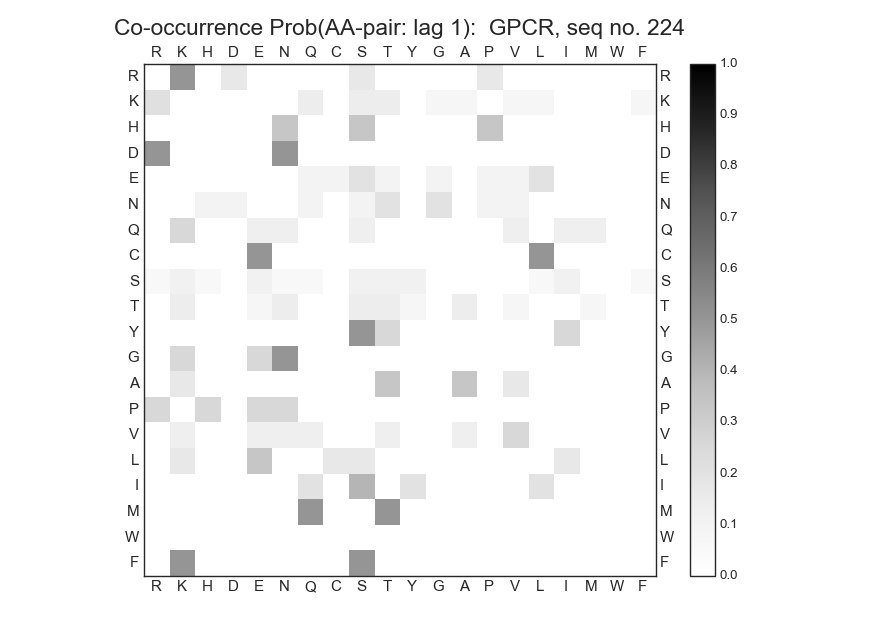 Co-occurrence Prob(AA-pair: lag 1):  GPCR, seq no. 224
R K H D E N Q C S T Y G A P V L I M W F
R R 1.0
K K 0.9
H H
D D 0.8
E E
N N 0.7
Q Q
C C 0.6
S S
T T 0.5
Y Y
G G 0.4
A A
P P 0.3
V V
L L 0.2
I I
M M 0.1
W W
F F 0.0
R K H D E N Q C S T Y G A P V L I M W F